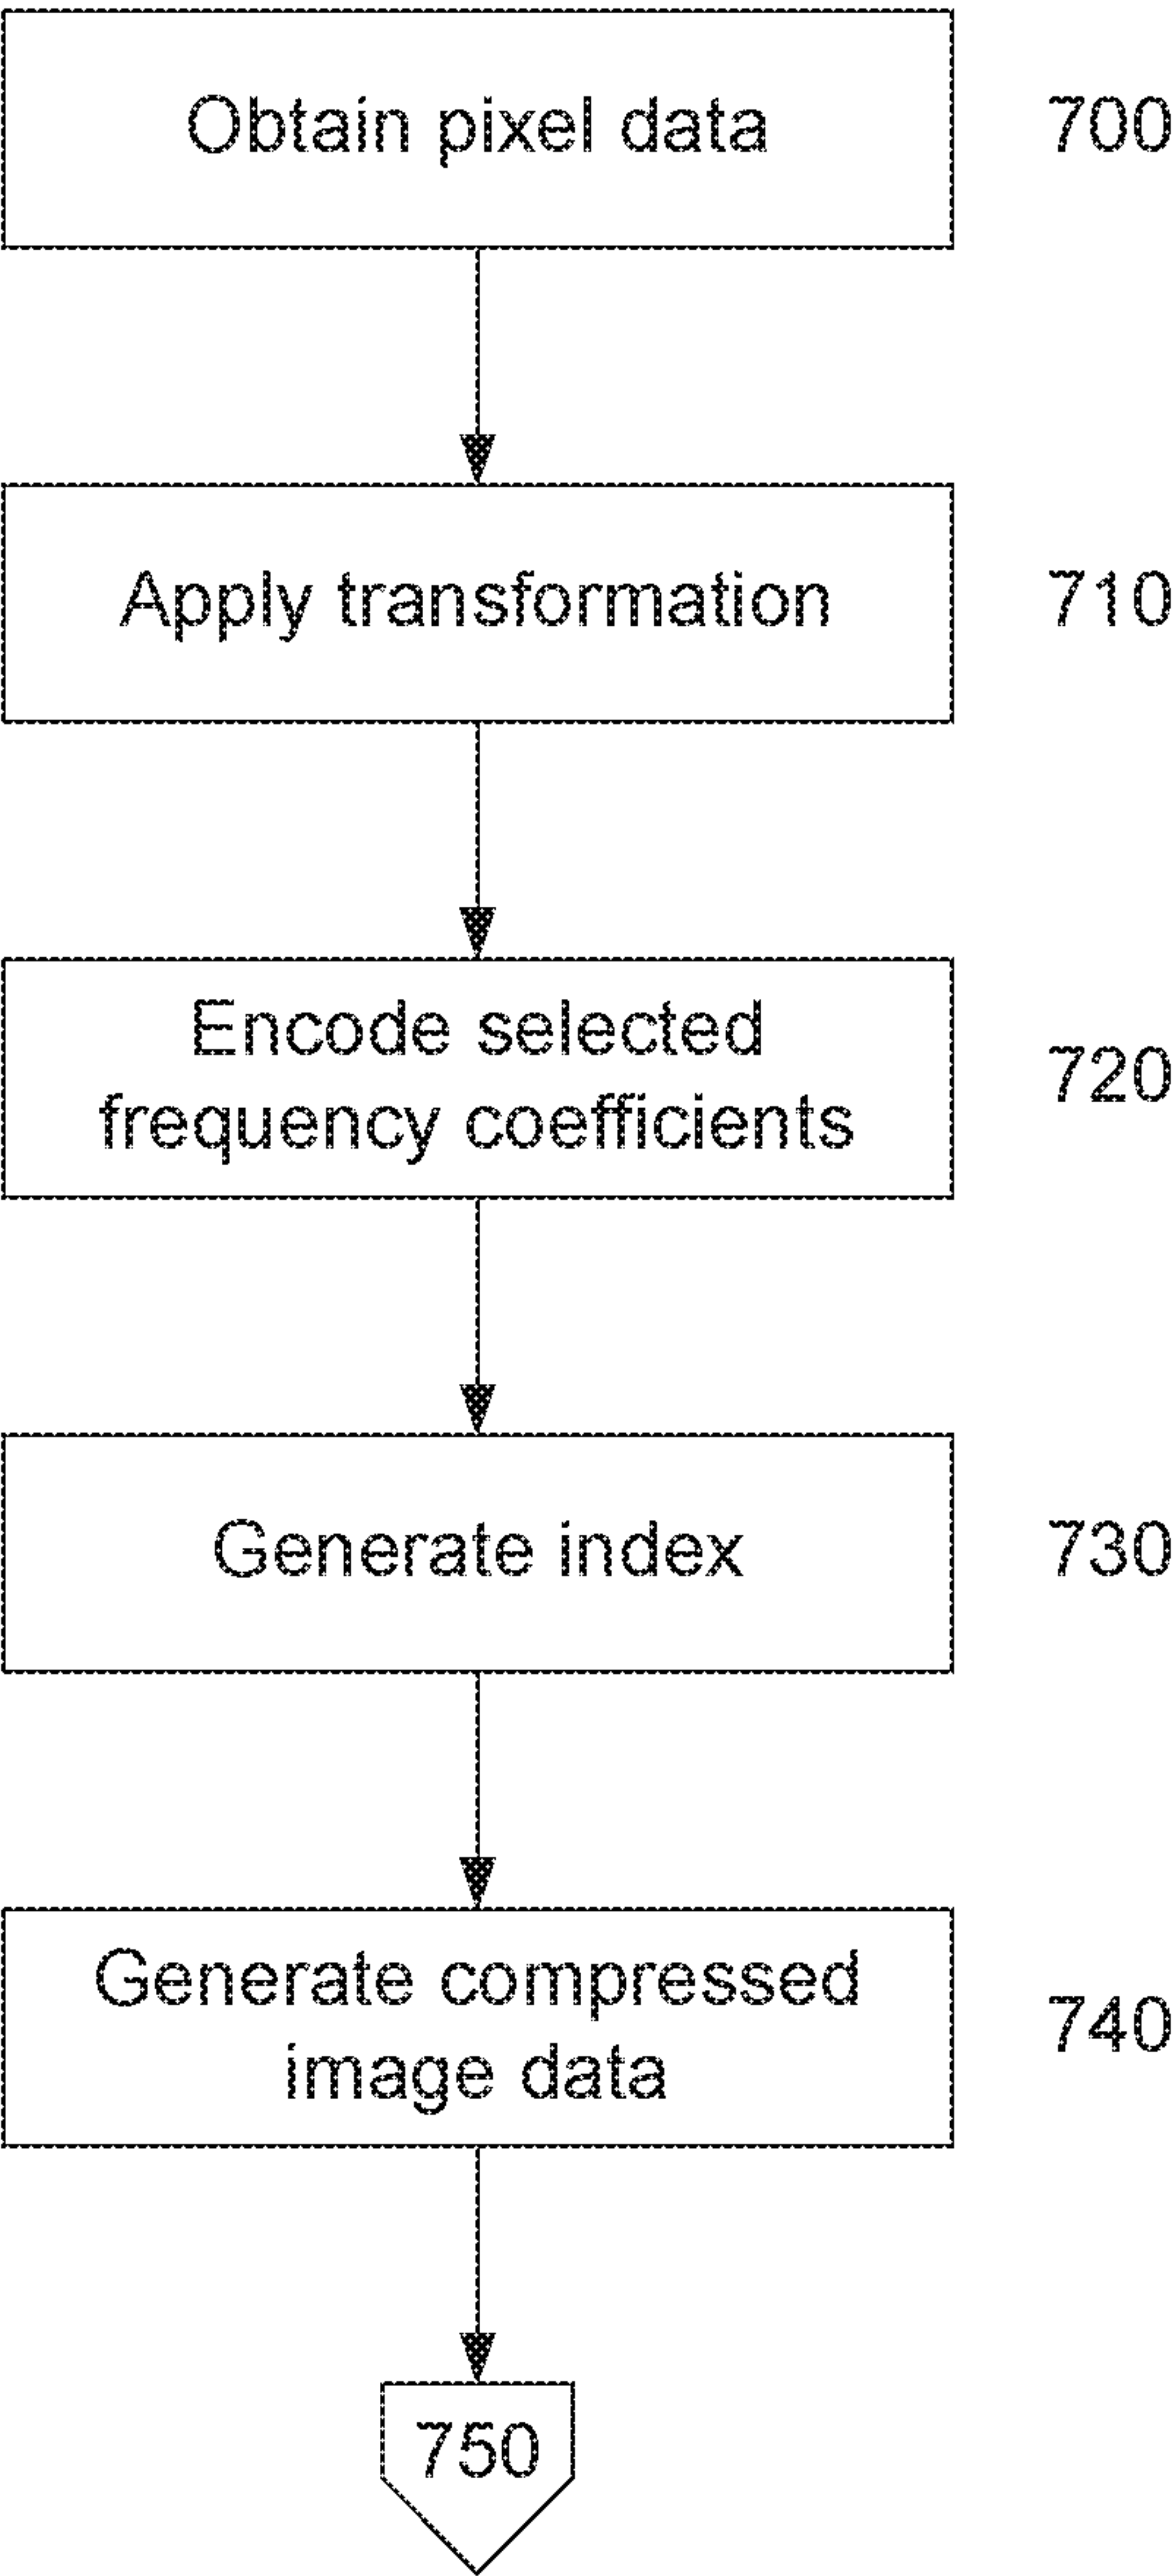 Obtain pixel data
700
Apply transformation
710
Encode selected
frequency coefficients
720
Generate index
730
Generate compressed
image data
740
750